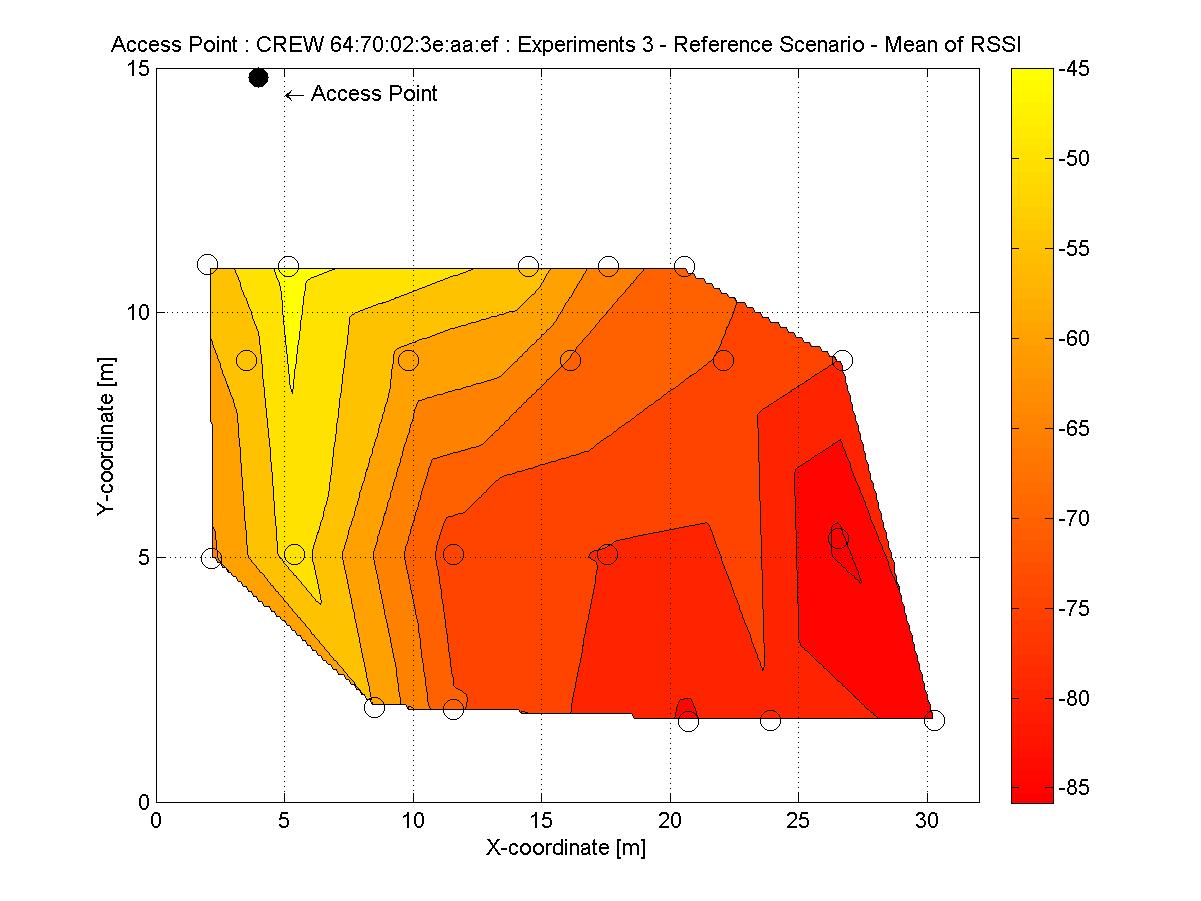 Access Point : CREW 64:70:02:3e:aa:ef : Experiments 3 - Reference Scenario - Mean of RSSI
← Access Point
15
10
5
0
Y-coordinate [m]
0 5 10 15 20 25 30
X-coordinate [m]
-45
-50
-55
-60
-65
-70
-75
-80
-85